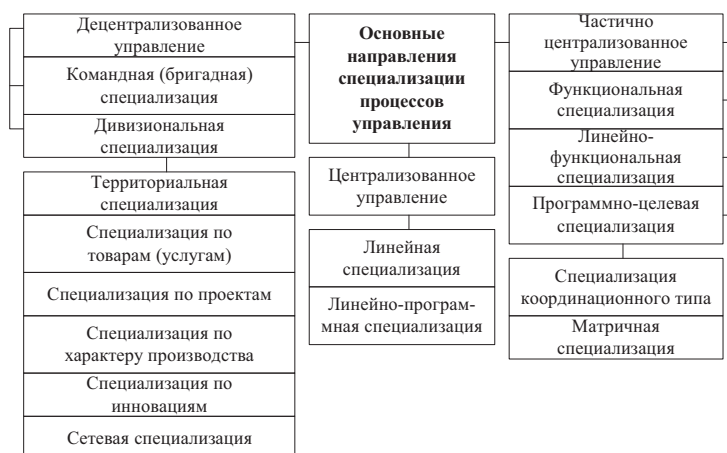 Децентрализованное
управление
Командная (бригадная)
специализация
Дивизиональная
специализация
Территориальная
специализация
Специализация по
товарам (услугам)
Специализация по проектам
Специализация по
характеру производства
Специализация по
инновациям
Сетевая специализация
Основные
направления
специализации
процессов
управления
Централизованное
управление
Линейная
специализация
Линейно-програм-
мная специализация
Частично
централизованное
управление
Функциональная
специализация
Линейно-
функциональная
специализация
Программно-целевая
специализация
Специализация
координационного типа
Матричная
специализация